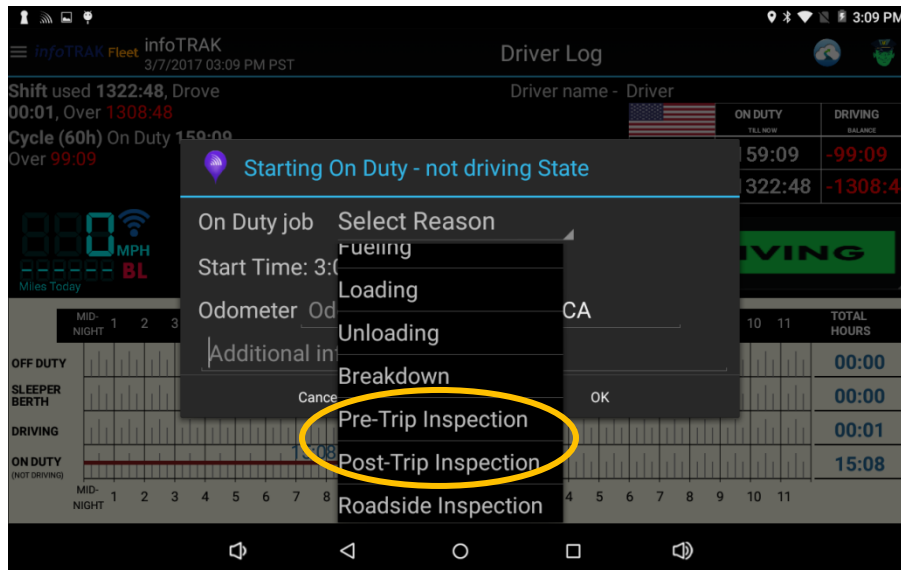 3:09 PM
infoTRAK Fleet infoTRAK Driver Log
3/7/2017 03:09 PM PST
Shift used 1322:48, Drove
00:01, Over 1308:48
Cycle (60h) On Duty 159:09
Over 99:09
Driver name - Driver
ON DUTY DRIVING
TILL NOW BALANCE
59:09 -99:09
1322:48 -1308:4
MPH
BL
Miles Today
IVING
Starting On Duty - not driving State
On Duty job Select Reason
Start Time: 3:0
Odometer Od CA
Additional in
Cance OK
Fueling
Loading
Unloading
Breakdown
Pre-Trip Inspection
Post-Trip Inspection
Roadside Inspection
MID-NIGHT 1 2 3 10 11 TOTAL HOURS
OFF DUTY 00:00
SLEEPER BERTH 00:00
DRIVING 00:01
ON DUTY (NOT DRIVING) 15:08
MID-NIGHT 1 2 3 4 5 6 7 8 4 5 6 7 8 9 10 11